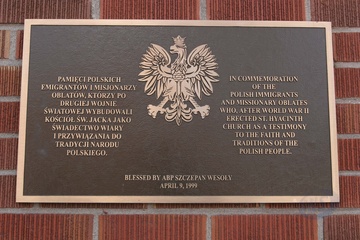 PAMIĘCI POLSKICH
EMIGRANTOM I MISJONARZY
OBLATÓW, KTÓRZY PO
DRUGIEJ WOJNIE
ŚWIATOWEJ WYBUDOWALI
KOŚCIÓŁ ŚW. JACKA JAKO
ŚWIADECTWO WIARY
I PRZYWIĄZANIA DO
TRADYCJI NARODU
POLSKIEGO.
IN COMMEMORATION
OF THE
POLISH IMMIGRANTS
AND MISSIONARY OBLATES
WHO, AFTER WORLD WAR II
ERECTED ST. HYACINTH
CHURCH AS A TESTIMONY
TO THE FAITH AND
TRADITIONS OF THE
POLISH PEOPLE.
BLESSED BY ABP SZCZEPAN WESOŁY
APRIL 9, 1999